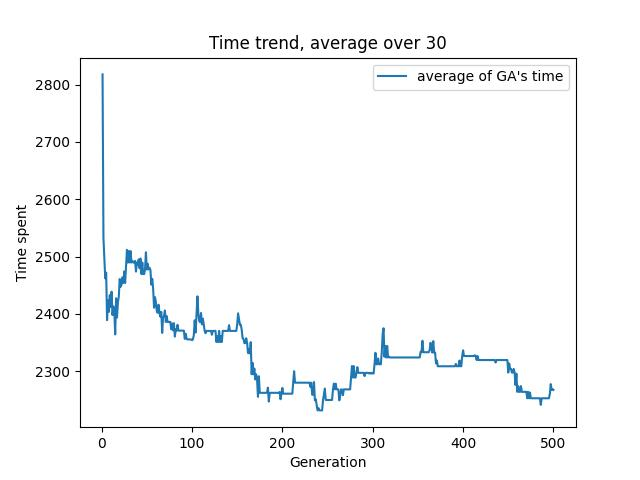 Time trend, average over 30
average of GA's time
2800
2700
2600
2500
2400
2300
Time spent
0 100 200 300 400 500
Generation